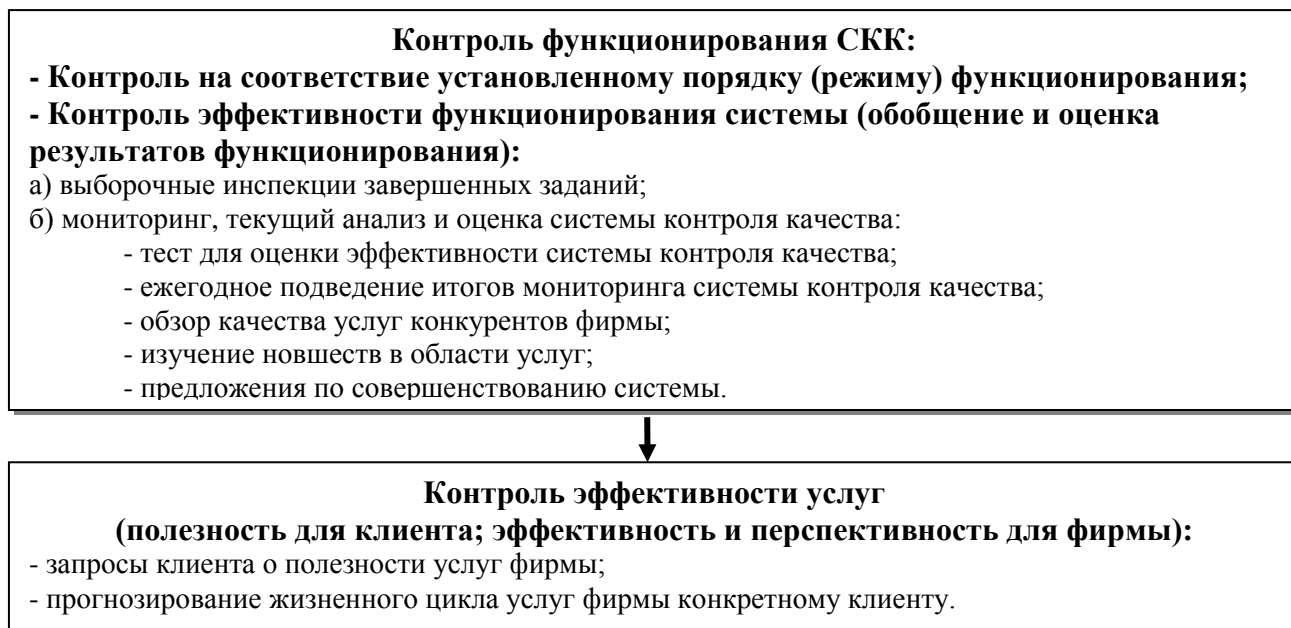 Контроль функционирования СКК:
- Контроль на соответствие установленному порядку (режиму) функционирования;
- Контроль эффективности функционирования системы (обобщение и оценка
результатов функционирования):
а) выборочные инспекции завершенных заданий;
б) мониторинг, текущий анализ и оценка системы контроля качества:
- тест для оценки эффективности системы контроля качества;
- ежегодное подведение итогов мониторинга системы контроля качества;
- обзор качества услуг конкурентов фирмы;
- изучение новшеств в области услуг;
- предложения по совершенствованию системы.
Контроль эффективности услуг
(полезность для клиента; эффективность и перспективность для фирмы):
- запросы клиента о полезности услуг фирмы;
- прогнозирование жизненного цикла услуг фирмы конкретному клиенту.